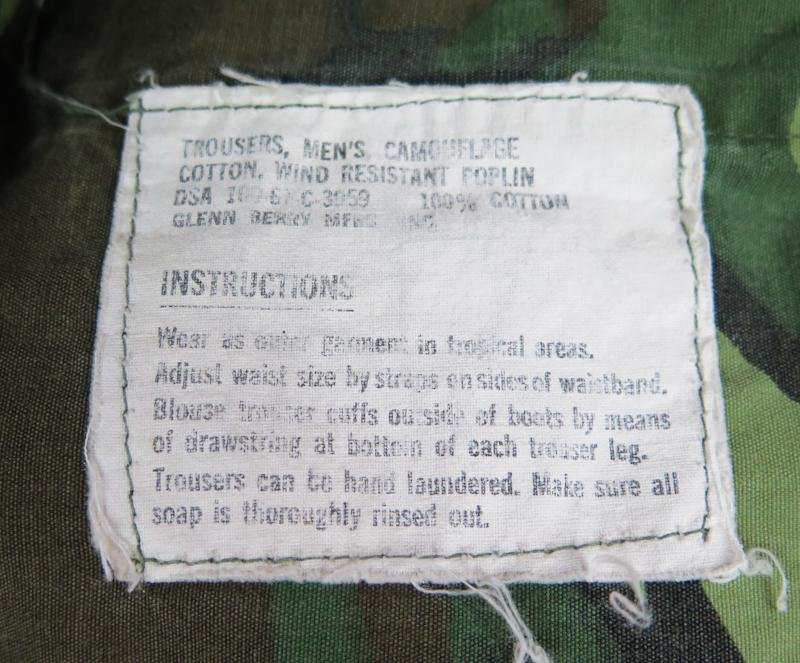 TROUSERS, MEN'S, CAMOUFLAGE
COTTON, WIND RESISTANT POPLIN
DSA 100-67-C-3959 100% COTTON
GLENN BERRY MFRS INC.
INSTRUCTIONS
Wear as outer garment in tropical areas.
Adjust waist size by straps on sides of waistband.
Blouse trouser cuffs outside of boots by means
of drawstring at bottom of each trouser leg.
Trousers can be hand laundered. Make sure all
soap is thoroughly rinsed out.